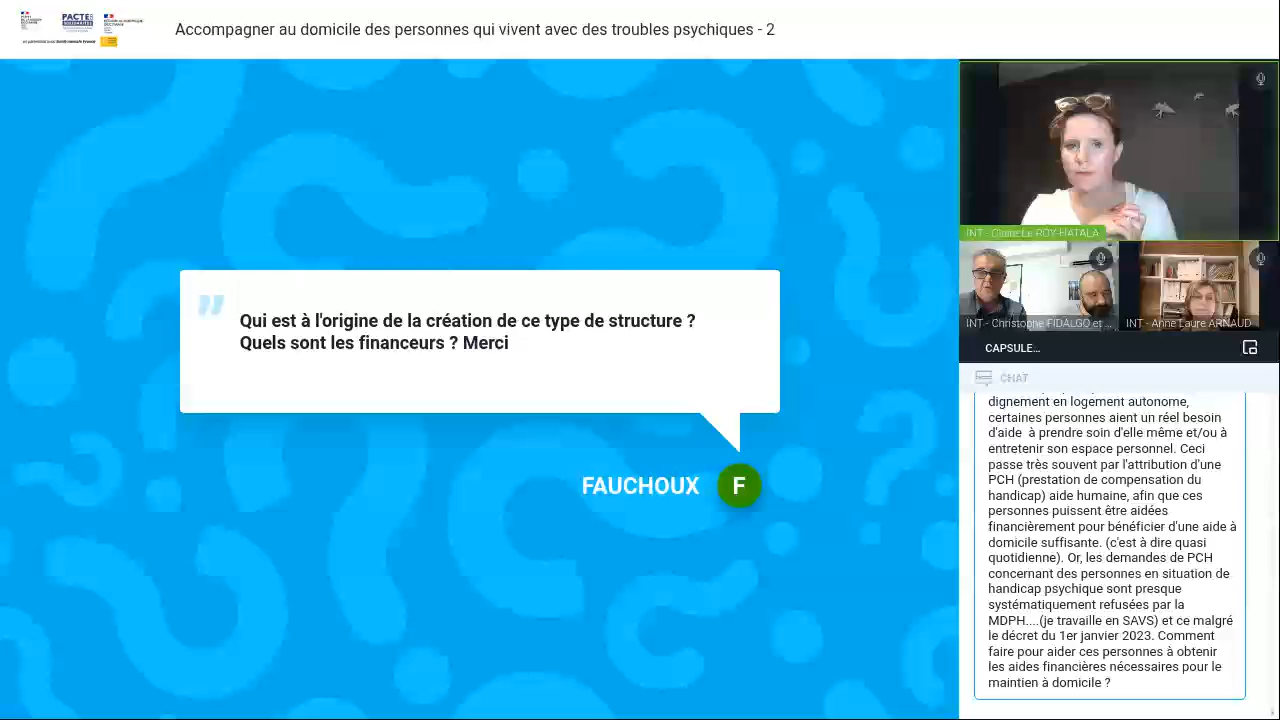 PACTE
SOLIDARITÉS
Accompagner au domicile des personnes qui vivent avec des troubles psychiques - 2
Qui est à l'origine de la création de ce type de structure ?
Quels sont les financeurs ? Merci
FAUCHOUX
F
INT - Claire Le ROY-HATALA
INT - Christophe FIDALGO et ...
INT - Anne Laure ARNAUD
CAPSULE...
CHAT
dignement en logement autonome,
certaines personnes aient un réel besoin
d'aide à prendre soin d'elle même et/ou à
entretenir son espace personnel. Ceci
passe très souvent par l'attribution d'une
PCH (prestation de compensation du
handicap) aide humaine, afin que ces
personnes puissent être aidées
financièrement pour bénéficier d'une aide à
domicile suffisante. (c'est à dire quasi
quotidienne). Or, les demandes de PCH
concernant des personnes en situation de
handicap psychique sont presque
systématiquement refusées par la
MDPH....(je travaille en SAVS) et ce malgré
le décret du 1er janvier 2023. Comment
faire pour aider ces personnes à obtenir
les aides financières nécessaires pour le
maintien à domicile ?